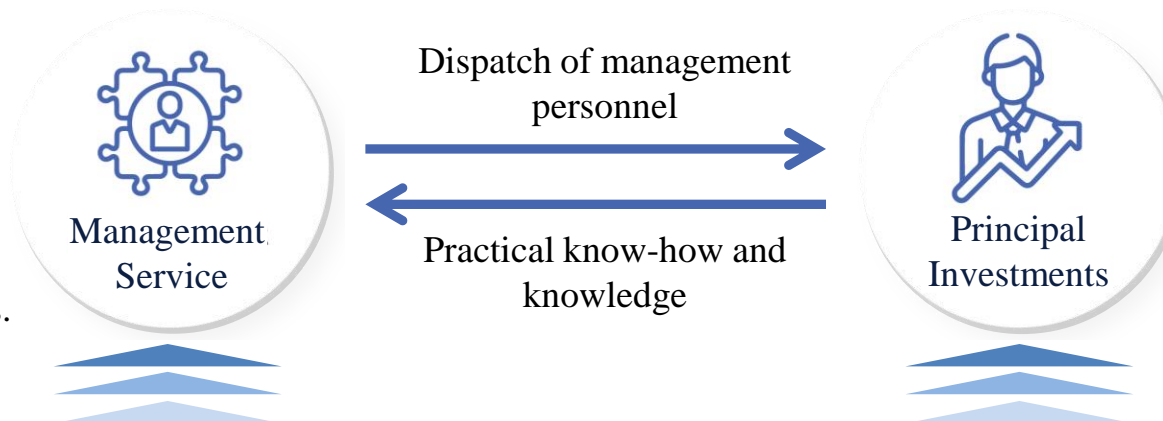 Dispatch of management
personnel
Management
Service
Practical know-how and
knowledge
Principal
Investments